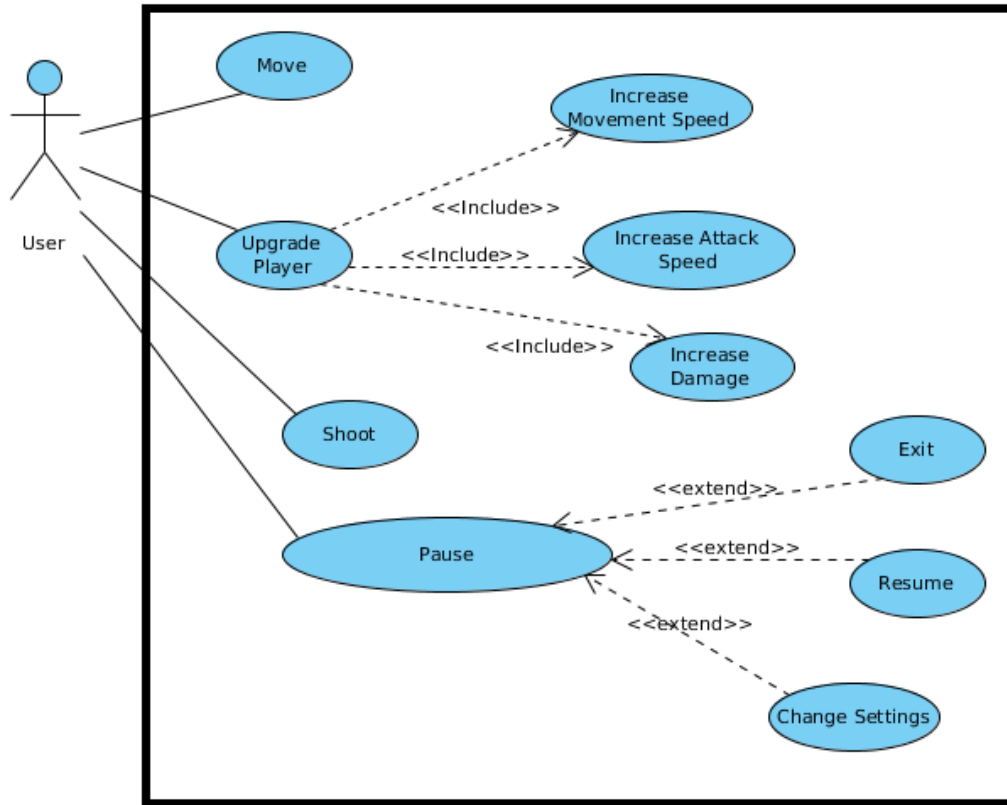 Move
Increase
Movement Speed
<<Include>>
User
Upgrade
Player
<<Include>>
Increase Attack
Speed
<<Include>>
Increase
Damage
Shoot
Exit
<<extend>>
Pause
<<extend>>
Resume
<<extend>>
Change Settings